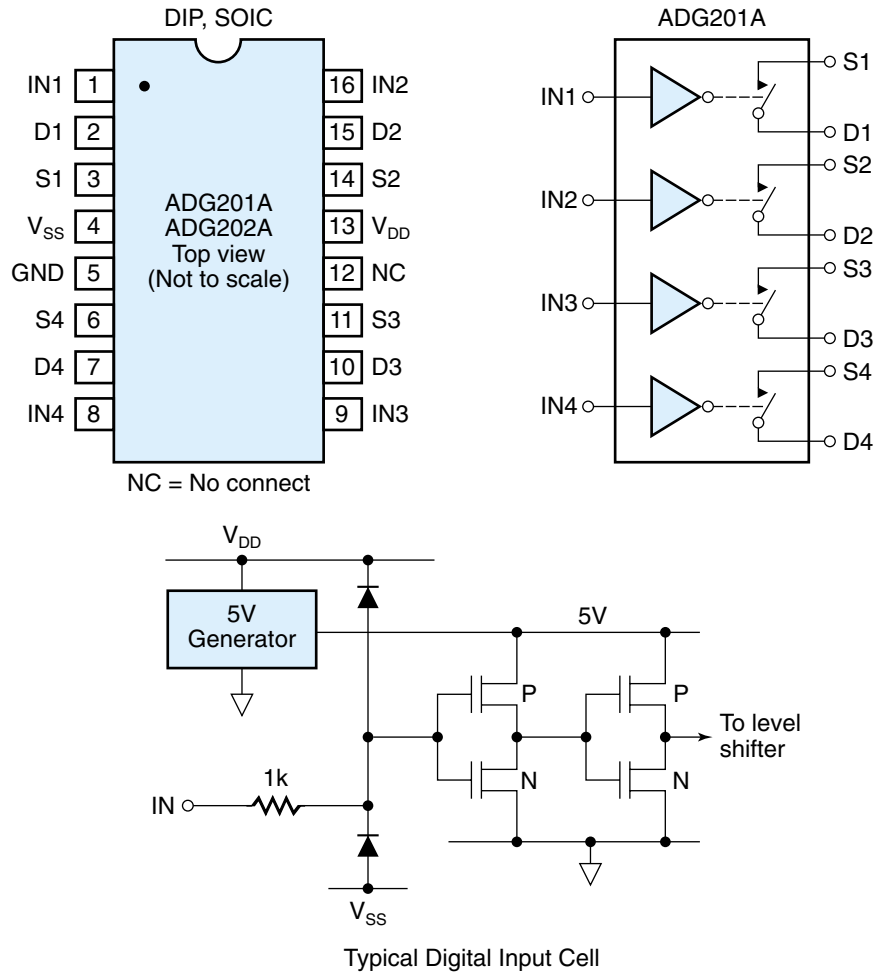 DIP, SOIC
IN1 1 16 IN2
D1 2 15 D2
S1 3 14 S2
VSS 4 13 VDD
GND 5 12 NC
S4 6 11 S3
D4 7 10 D3
IN4 8 9 IN3
ADG201A
ADG202A
Top view
(Not to scale)
NC = No connect
ADG201A
IN1
S1
D1
IN2
S2
D2
IN3
S3
D3
IN4
S4
D4
VDD
5V
Generator
5V
P
P
N
N
To level
shifter
1k
IN
VSS
Typical Digital Input Cell